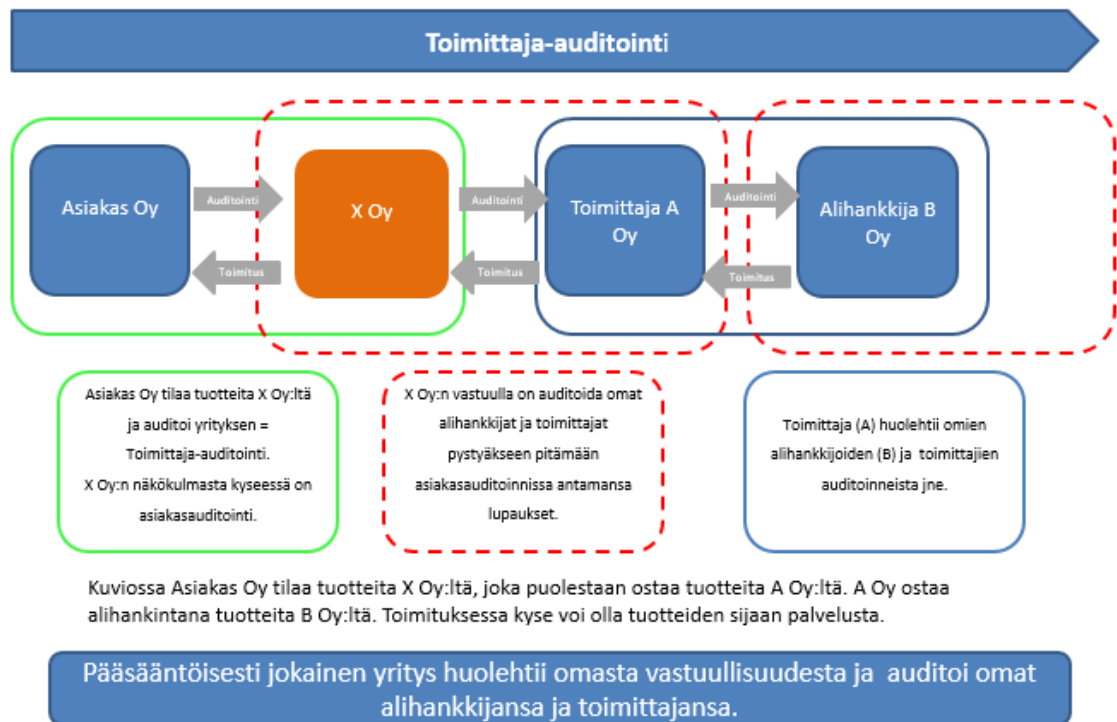 Toimittaja-auditointi
Asiakas Oy
Auditointi
Toimitus
X Oy
Auditointi
Toimitus
Toimittaja A
Oy
Auditointi
Toimitus
Alihankkija B
Oy
Asiakas Oy tilaa tuotteita X Oy:ltä
ja auditoi yrityksen =
Toimittaja-auditointi.
X Oy:n näkökulmasta kyseessä on
asiakasauditointi.
X Oy:n vastuulla on auditoida omat
alihankkijat ja toimittajat
pystyäkseen pitämään
asiakasauditoinnissa antamansa
lupaukset.
Toimittaja (A) huolehtii omien
alihankkijoiden (B) ja toimittajien
auditoinneista jne.
Kuviossa Asiakas Oy tilaa tuotteita X Oy:ltä, joka puolestaan ostaa tuotteita A Oy:ltä. A Oy ostaa
alihankintana tuotteita B Oy:ltä. Toimituksessa kyse voi olla tuotteiden sijaan palvelusta.
Pääsääntöisesti jokainen yritys huolehtii omasta vastuullisuudesta ja auditoi omat
alihankkijansa ja toimittajansa.